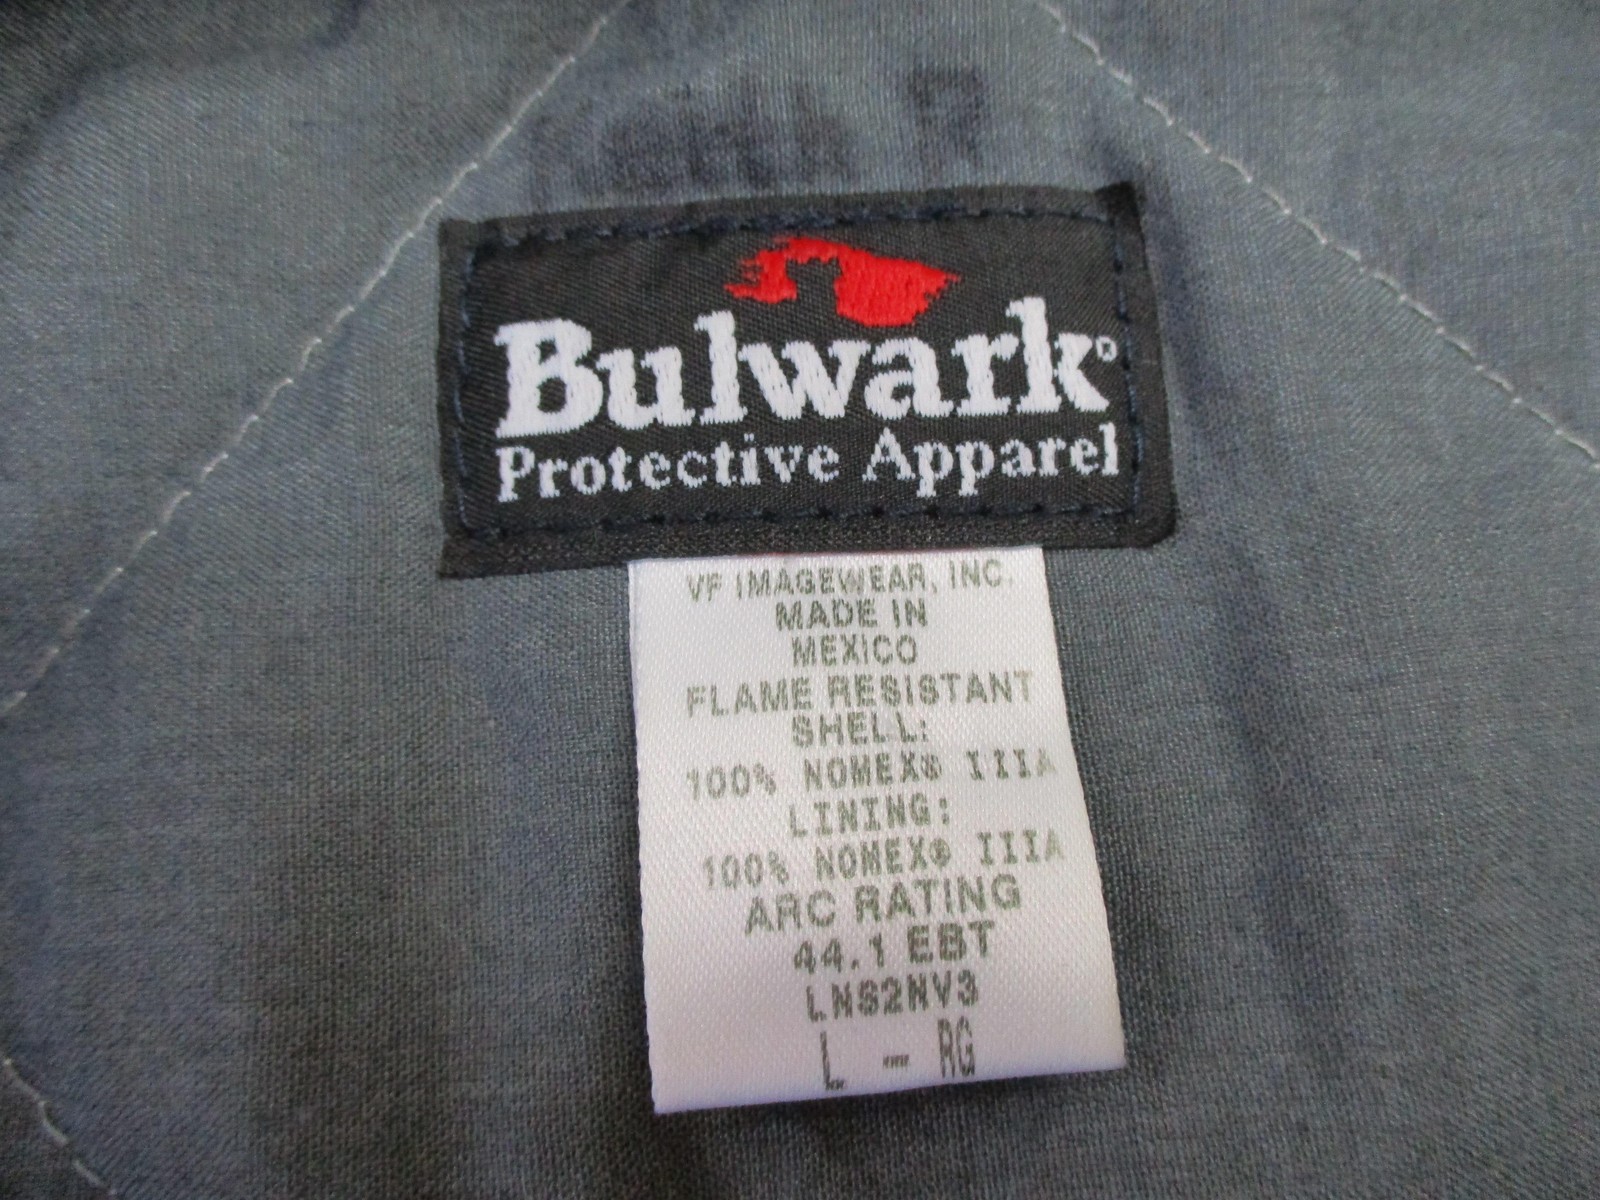 Bulwark®
Protective Apparel
VF IMAGEWEAR, INC.
MADE IN
MEXICO
FLAME RESISTANT
SHELL:
100% NOMEX® IIIA
LINING:
100% NOMEX® IIIA
ARC RATING
44.1 EBT
LNS2NV3
L - RG